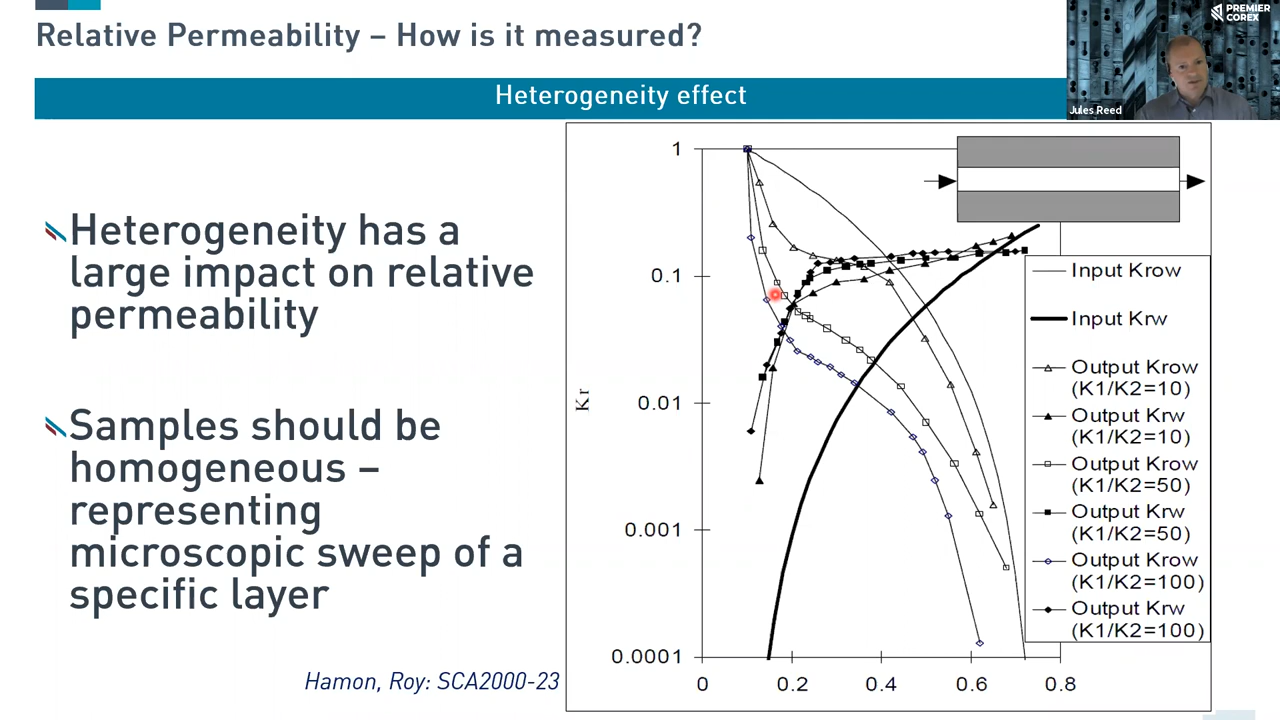 Relative Permeability – How is it measured?
PREMIER
COREX
Jules Reed
Heterogeneity effect
Heterogeneity has a
large impact on relative
permeability
Samples should be
homogeneous –
representing
microscopic sweep of a
specific layer
Hamon, Roy: SCA2000-23
1
0.1
0.01
0.001
0.0001
Kr
0
0.2
0.4
0.6
0.8
Input Krow
Input Krw
Output Krow
(K1/K2=10)
Output Krw
(K1/K2=10)
Output Krow
(K1/K2=50)
Output Krw
(K1/K2=50)
Output Krow
(K1/K2=100)
Output Krw
(K1/K2=100)